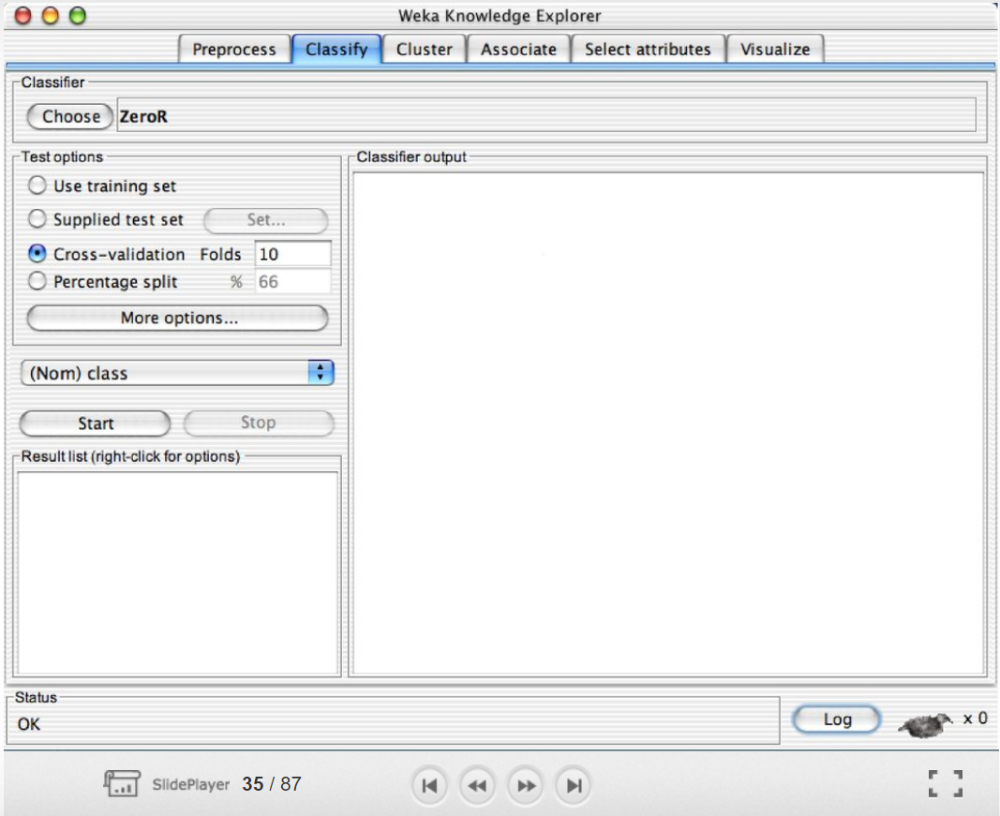 Weka Knowledge Explorer
Preprocess Classify Cluster Associate Select attributes Visualize
Classifier
Choose ZeroR
Test options
Use training set
Supplied test set Set...
Cross-validation Folds 10
Percentage split % 66
More options...
(Nom) class
Start Stop
Result list (right-click for options)
Classifier output
Status
OK
Log x 0
SlidePlayer 35 / 87